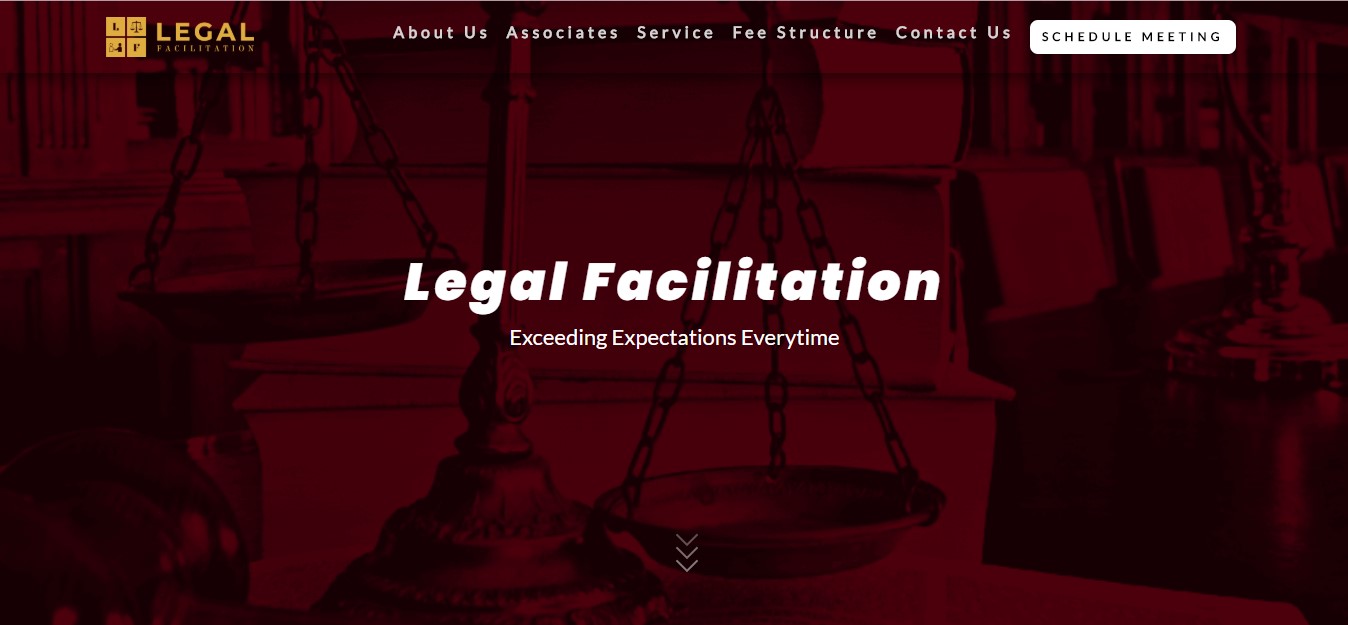 L
LEGAL
F
FACILITATION
About Us Associates Service Fee Structure Contact Us SCHEDULE MEETING
Legal Facilitation
Exceeding Expectations Everytime